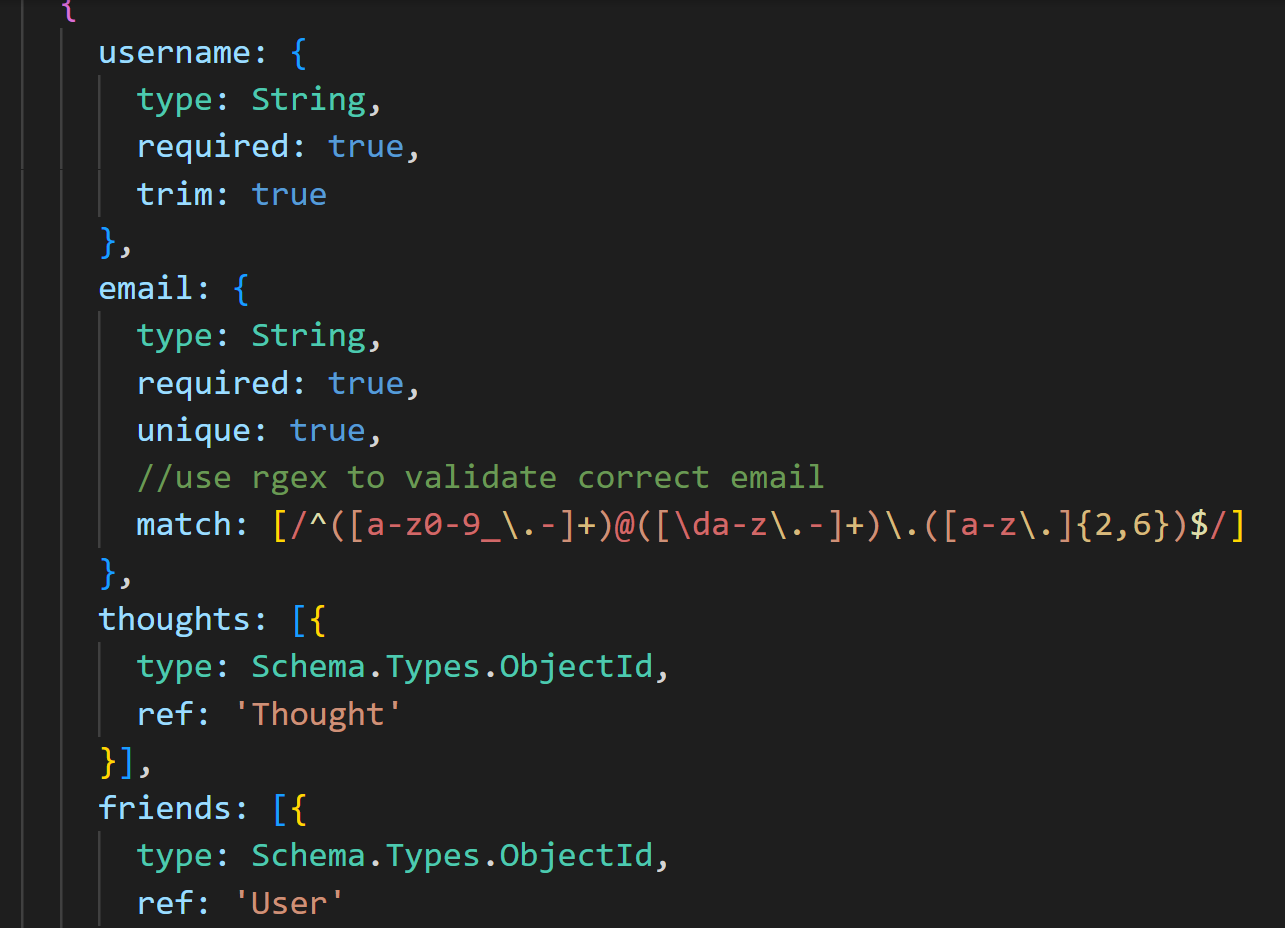 {
username: {
type: String,
required: true,
trim: true
},
email: {
type: String,
required: true,
unique: true,
//use rgex to validate correct email
match: [/^([a-z0-9_\.-]+)@([\da-z\.-]+)\.([a-z\.]{2,6})$/]
},
thoughts: [{
type: Schema.Types.ObjectId,
ref: 'Thought'
}],
friends: [{
type: Schema.Types.ObjectId,
ref: 'User'